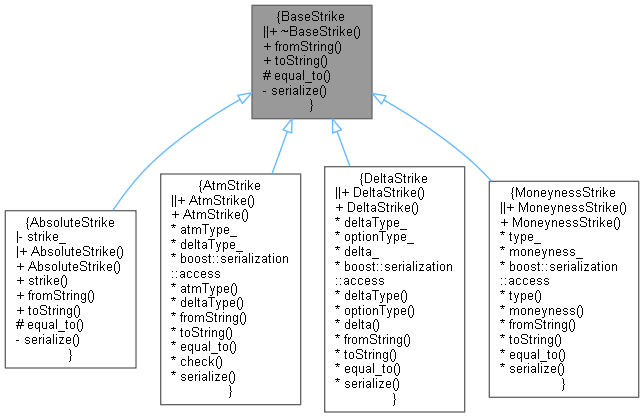 {BaseStrike
||+ ~BaseStrike()
+ fromString()
+ toString()
# equal_to()
- serialize()
}
{AbsoluteStrike
|- strike_
|+ AbsoluteStrike()
+ AbsoluteStrike()
+ strike()
+ fromString()
+ toString()
# equal_to()
- serialize()
}
{AtmStrike
||+ AtmStrike()
+ AtmStrike()
* atmType_
* deltaType_
* boost::serialization
::access
* atmType()
* deltaType()
* fromString()
* toString()
* equal_to()
* check()
* serialize()
}
{DeltaStrike
||+ DeltaStrike()
+ DeltaStrike()
* deltaType_
* optionType_
* delta_
* boost::serialization
::access
* deltaType()
* optionType()
* delta()
* fromString()
* toString()
* equal_to()
* serialize()
}
{MoneynessStrike
||+ MoneynessStrike()
+ MoneynessStrike()
* type_
* moneyness_
* boost::serialization
::access
* type()
* moneyness()
* fromString()
* toString()
* equal_to()
* serialize()
}